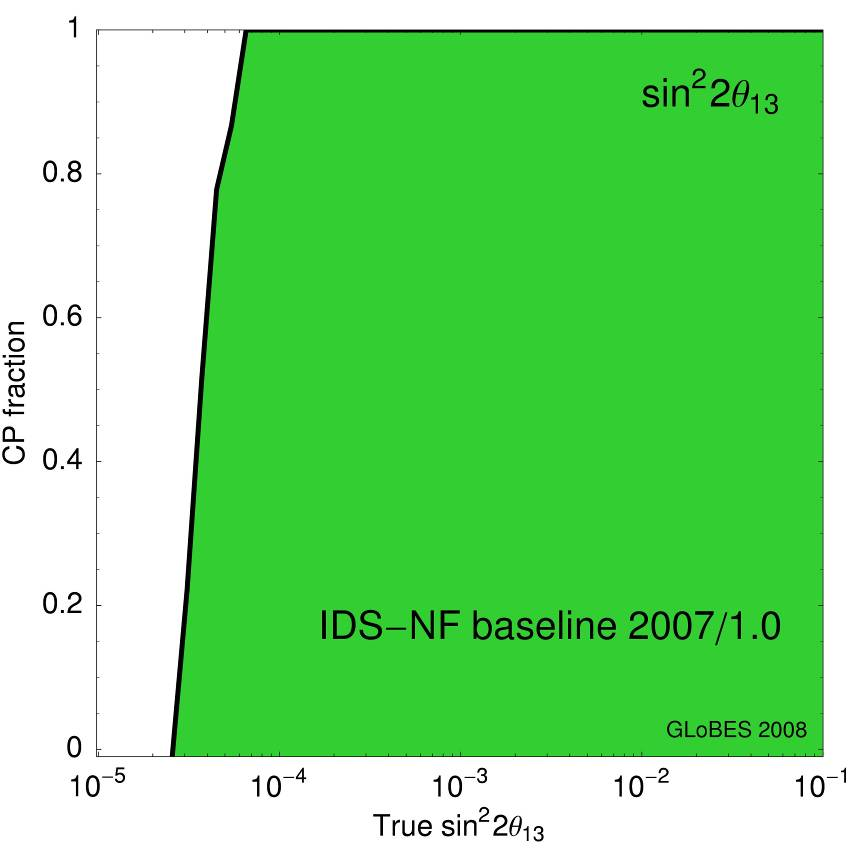 1
sin²2θ₁₃
0.8
0.6
CP fraction
0.4
0.2
IDS−NF baseline 2007/1.0
GLoBES 2008
0
10⁻⁵ 10⁻⁴ 10⁻³ 10⁻² 10⁻¹
True sin²2θ₁₃